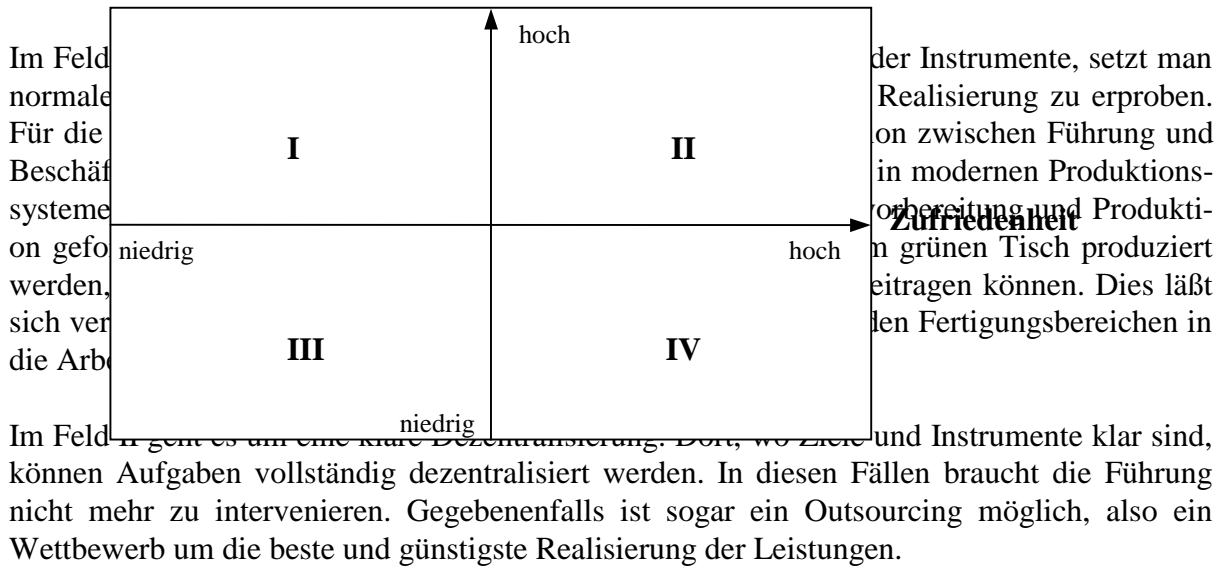 hoch
Im Feld der Instrumente, setzt man
normale Realisierung zu erproben.
Für die on zwischen Führung und
I II
Beschäf in modernen Produktions-
systeme vorbereitung und Produkti-
Zufriedenheit
on gefo m grünen Tisch produziert
niedrig hoch
werden, eitragen können. Dies läßt
sich ver den Fertigungsbereichen in
III IV
die Arbe
niedrig
Im Feld II geht es um eine klare Dezentralisierung. Dort, wo Ziele und Instrumente klar sind,
können Aufgaben vollständig dezentralisiert werden. In diesen Fällen braucht die Führung
nicht mehr zu intervenieren. Gegebenenfalls ist sogar ein Outsourcing möglich, also ein
Wettbewerb um die beste und günstigste Realisierung der Leistungen.